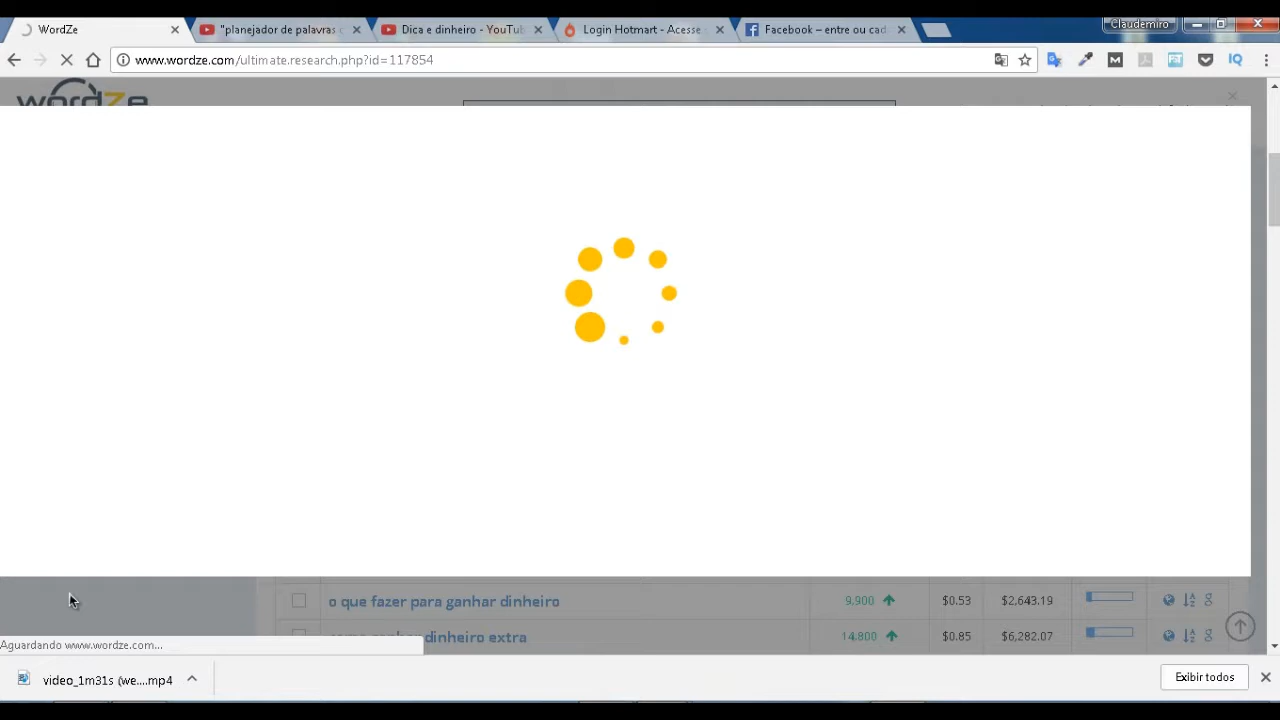 WordZe
"planejador de palavras
Dica e dinheiro - YouTub
Login Hotmart - Acesse
Facebook – entre ou cad
Claudemiro
www.wordze.com/ultimate.research.php?id=117854
wordze
o que fazer para ganhar dinheiro 9,900 $0.53 $2,643.19
dinheiro extra 14,800 $0.85 $6,282.07
Aguardando www.wordze.com...
video_1m31s (we....mp4
Exibir todos